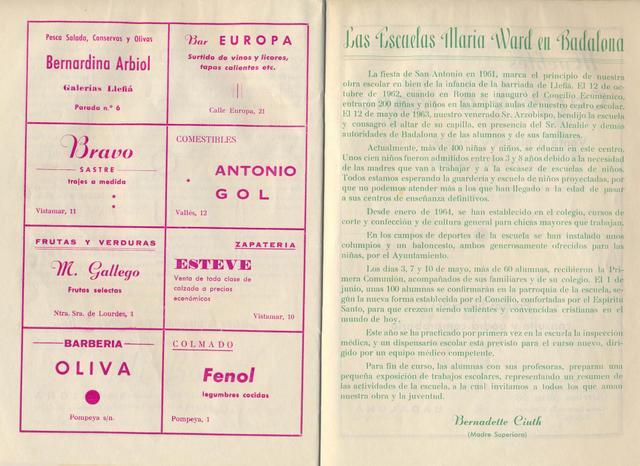 Pesca Salada, Conservas y Olivas
Bernardina Arbiol
Galerías Llefiá
Parada n.º 6
Bar EUROPA
Surtido de vinos y licores,
tapas calientes etc.
Calle Europa, 21
Bravo
SASTRE
trajes a medida
Vistamar, 11
COMESTIBLES
ANTONIO
GOL
Vallés, 12
FRUTAS Y VERDURAS
M. Gallego
Frutas selectas
Ntra. Sra. de Lourdes, 1
ZAPATERIA
ESTEVE
Venta de toda clase de
calzado a precios
económicos
Vistamar, 10
BARBERIA
OLIVA
Pompeya s/n.
COLMADO
Fenol
legumbres cocidas
Pompeya, 1
Las Escuelas Maria Ward en Badalona
La fiesta de San Antonio en 1961, marca el principio de nuestra
obra escolar en bien de la infancia de la barriada de Llefiá. El 12 de oc-
tubre de 1962, cuando en Roma se inauguró el Concilio Ecuménico,
entraron 200 niñas y niños en las amplias aulas de nuestro centro escolar.
El 12 de mayo de 1963, nuestro venerado Sr. Arzobispo, bendijo la escuela
y consagro el altar de su capilla, en presencia del Sr. Alcalde y demás
autoridades de Badalona y de las alumnas y de sus familiares.
Actualmente, más de 400 niñas y niños, se educan en este centro.
Unos cien niños fueron admitidos entre los 3 y 8 años debido a la necesidad
de las madres que van a trabajar y a la escasez de escuelas de niños.
Todos estamos esperando la guardería y escuela de niños proyectadas, por
que no podemos atender más a los que han llegado a la edad de pasar
a sus centros de enseñanza definitivos.
Desde enero de 1964, se han establecido en el colegio, cursos de
corte y confección y de cultura general para chicas mayores que trabajan.
En los campos de deportes de la escuela se han instalado unos
columpios y un baloncesto, ambos generosamente ofrecidos para las
niñas, por el Ayuntamiento.
Los días 3, 7 y 10 de mayo, más de 60 alumnas, recibieron la Pri-
mera Comunión, acompañados de sus familiares y de su colegio. El 1 de
junio, unas 100 alumnas se confirmarán en la parroquia de la escuela, se-
gún la nueva forma establecida por el Concilio, confortadas por el Espíritu
Santo, para que crezcan siendo valientes y convencidas cristianas en el
mundo de hoy.
Este año se ha practicado por primera vez en la escuela la inspección
médica, y un dispensario escolar está previsto para el curso nuevo, diri-
gido por un equipo médico competente.
Para fin de curso, las alumnas con sus profesoras, preparan una
pequeña exposición de trabajos escolares, representando un resumen de
las actividades de la escuela, a la cual invitamos a todos los que aman
nuestra obra y la juventud.
Bernadette Ciuth
(Madre Superiora)